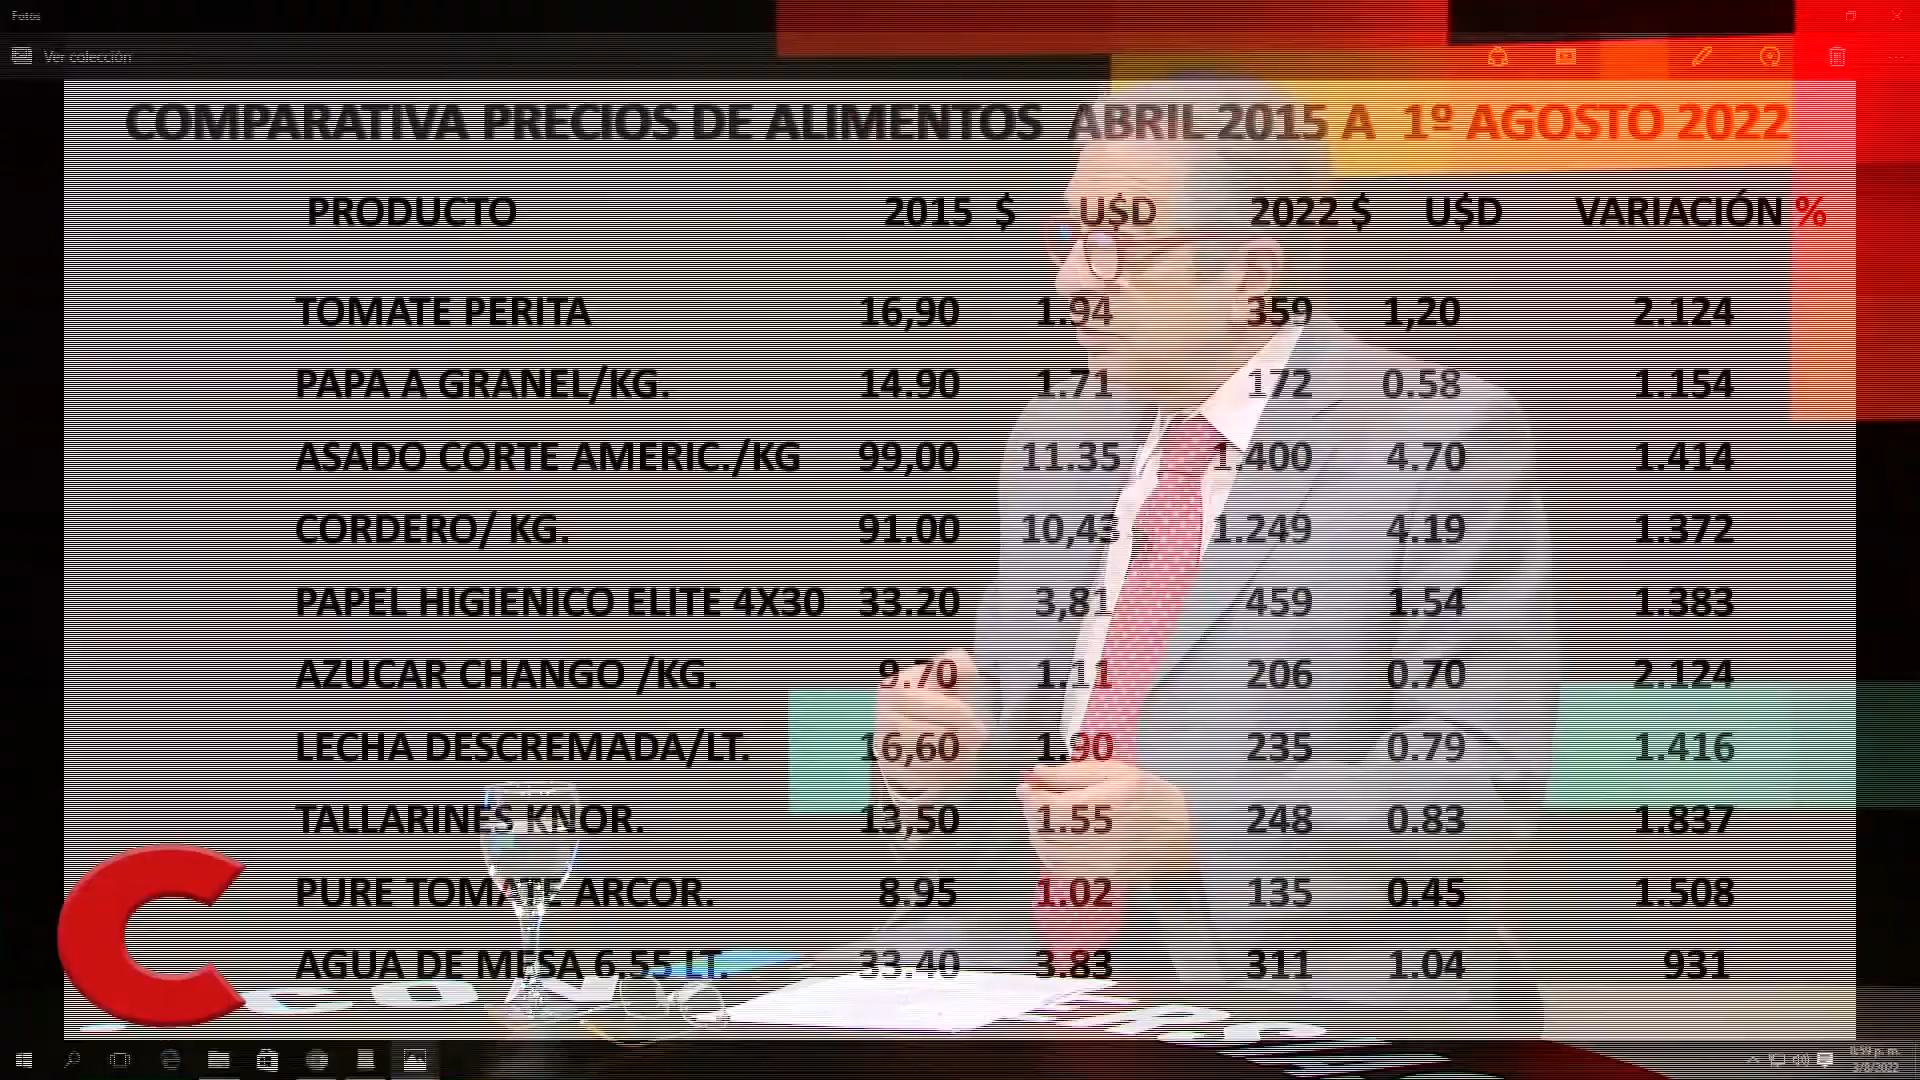 Fotos
Ver colección
COMPARATIVA PRECIOS DE ALIMENTOS ABRIL 2015 A 1º AGOSTO 2022
PRODUCTO 2015 $ U$D 2022 $ U$D VARIACIÓN %
TOMATE PERITA 16,90 1.94 359 1,20 2.124
PAPA A GRANEL/KG. 14.90 1.71 172 0.58 1.154
ASADO CORTE AMERIC./KG 99,00 11.35 1.400 4.70 1.414
CORDERO/ KG. 91.00 10,43 1.249 4.19 1.372
PAPEL HIGIENICO ELITE 4X30 33.20 3,81 459 1.54 1.383
AZUCAR CHANGO /KG. 9.70 1.11 206 0.70 2.124
LECHA DESCREMADA/LT. 16,60 1.90 235 0.79 1.416
TALLARINES KNOR. 13,50 1.55 248 0.83 1.837
PURE TOMATE ARCOR. 8.95 1.02 135 0.45 1.508
AGUA DE MESA 6.55 LT. 33.40 3.83 311 1.04 931
C
8:59 p. m.
3/8/2022